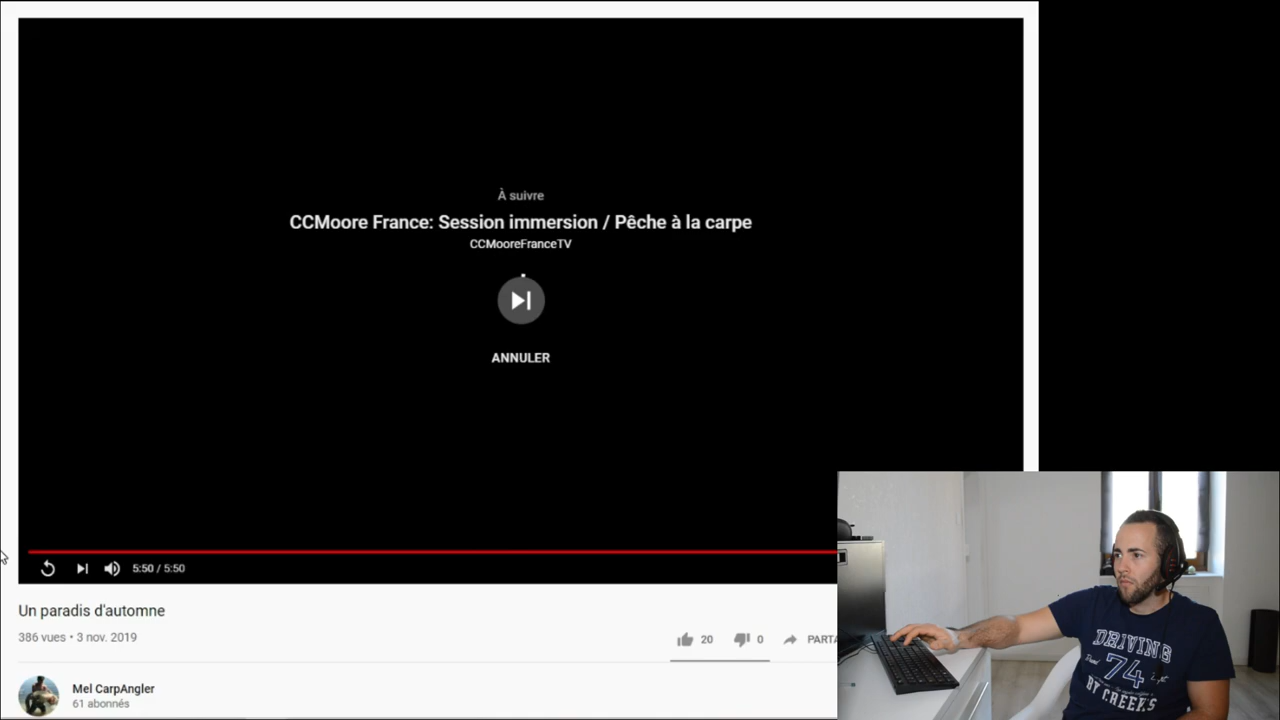 À suivre
CCMoore France: Session immersion / Pêche à la carpe
CCMooreFranceTV
ANNULER
5:50 / 5:50
Un paradis d'automne
386 vues • 3 nov. 2019
20
0
PARTA
Mel CarpAngler
61 abonnés
DRIVING
74
BY CREEKS